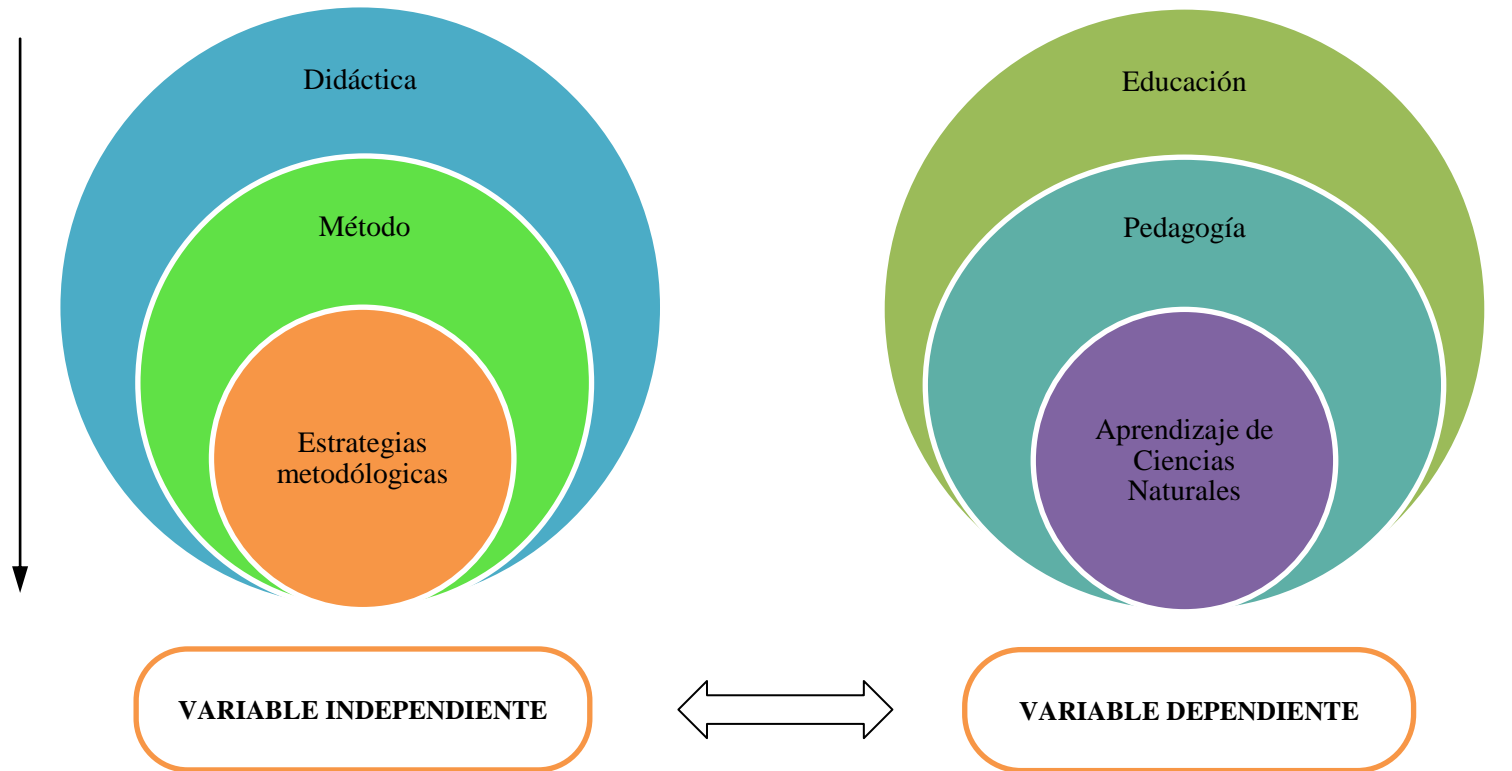 Didáctica
Método
Estrategias
metodólogicas
VARIABLE INDEPENDIENTE
Educación
Pedagogía
Aprendizaje de
Ciencias
Naturales
VARIABLE DEPENDIENTE